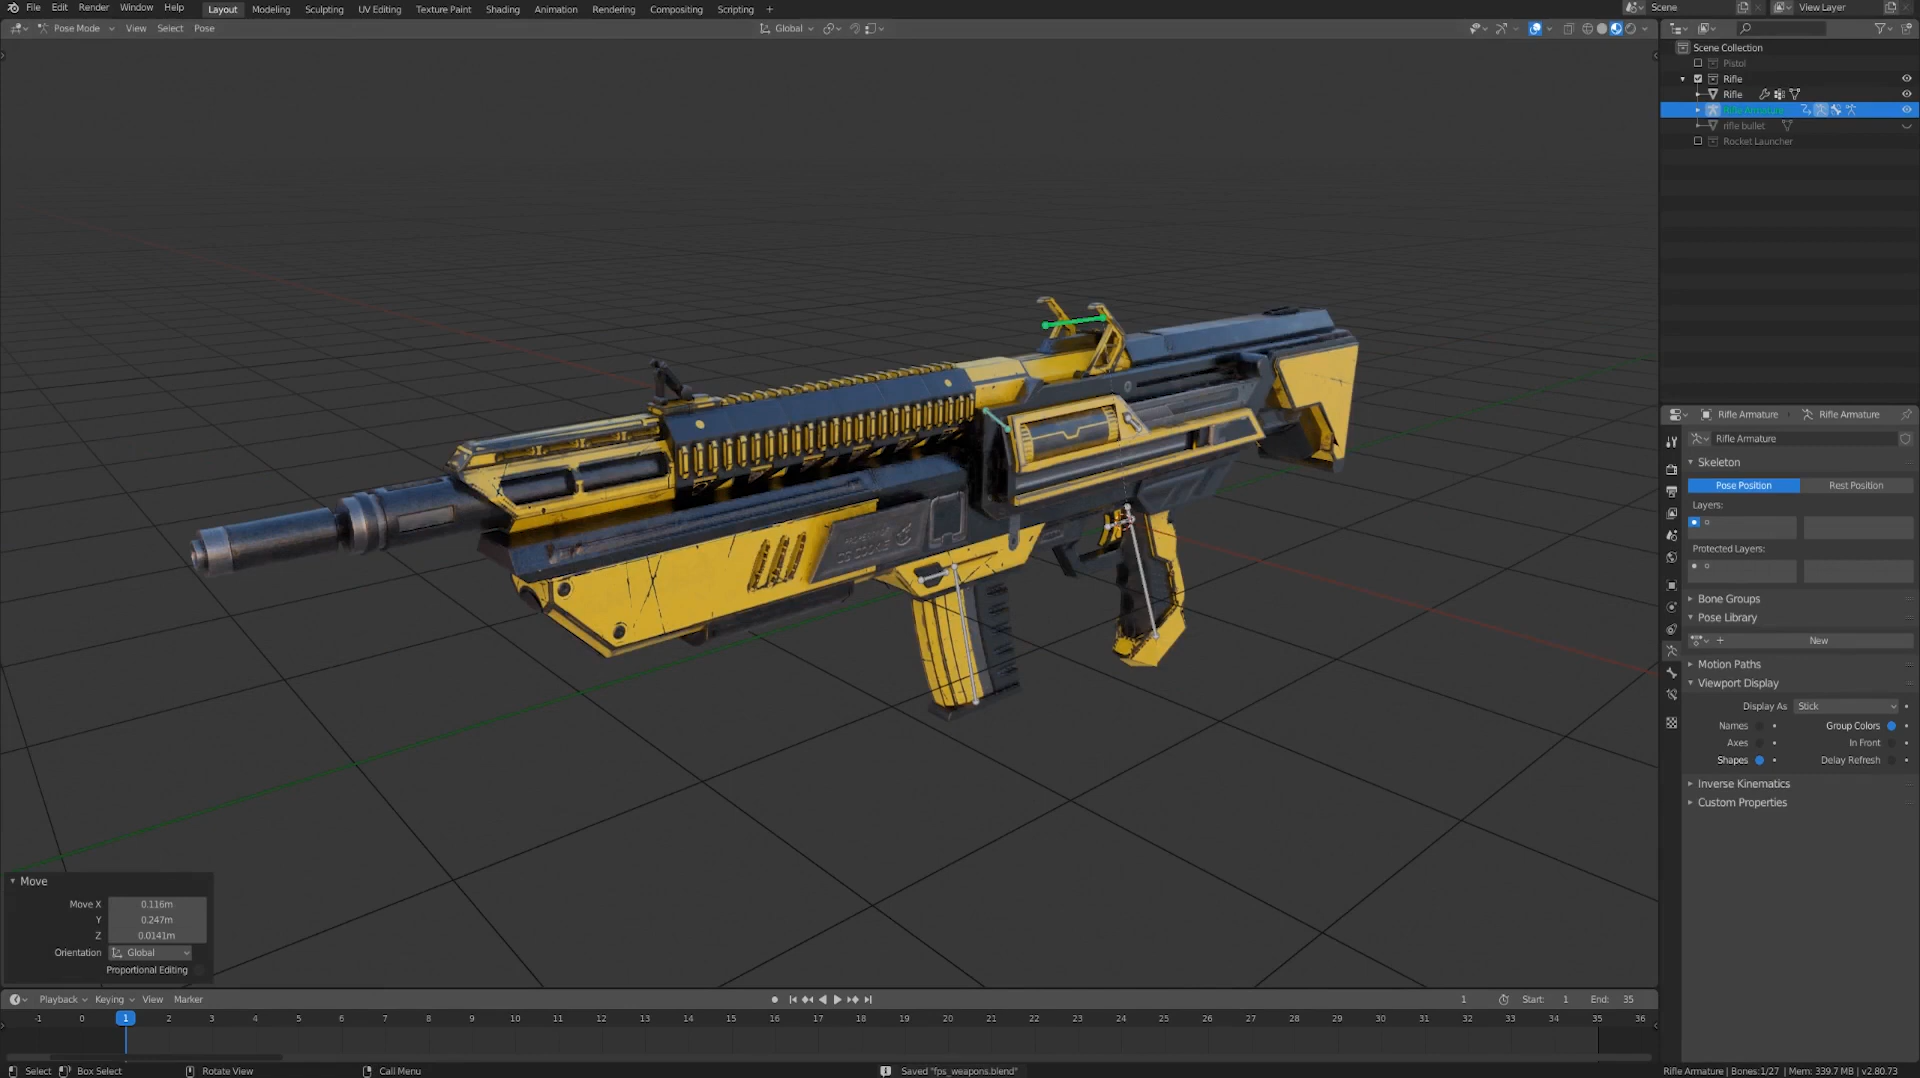 File Edit Render Window Help Layout Modeling Sculpting UV Editing Texture Paint Shading Animation Rendering Compositing Scripting + Scene View Layer
Pose Mode View Select Pose Global
Scene Collection
Pistol
Rifle
Rifle
Rifle Armature
rifle bullet
Rocket Launcher
Rifle Armature Rifle Armature
Rifle Armature
Skeleton
Pose Position Rest Position
Layers:
Protected Layers:
Bone Groups
Pose Library
+ New
Motion Paths
Viewport Display
Display As Stick
Names Group Colors
Axes In Front
Shapes Delay Refresh
Inverse Kinematics
Custom Properties
Move
Move X 0.116m
Y 0.247m
Z 0.0141m
Orientation Global
Proportional Editing
Playback Keying View Marker 1 Start: 1 End: 35
-1 0 1 2 3 4 5 6 7 8 9 10 11 12 13 14 15 16 17 18 19 20 21 22 23 24 25 26 27 28 29 30 31 32 33 34 35 36
Select Box Select Rotate View Call Menu Saved "fps_weapons.blend" Rifle Armature | Bones:1/27 | Mem: 339.7 MB | v2.80.73